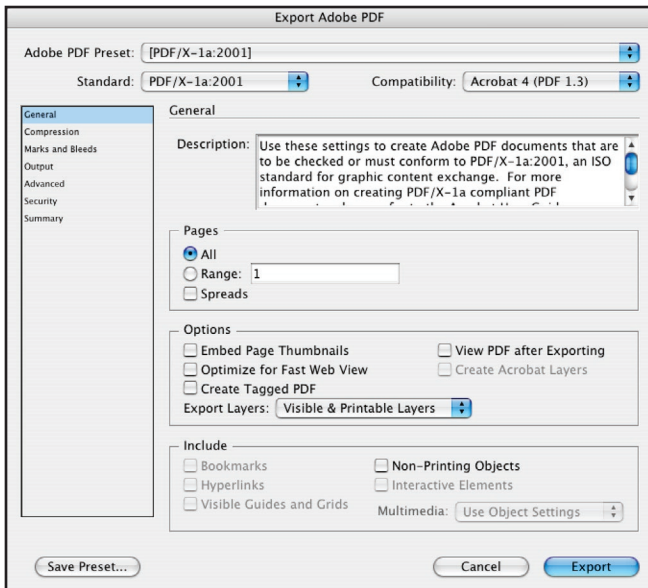 Export Adobe PDF
Adobe PDF Preset: [PDF/X-1a:2001]
Standard: PDF/X-1a:2001 Compatibility: Acrobat 4 (PDF 1.3)
General
Compression
Marks and Bleeds
Output
Advanced
Security
Summary
General
Description: Use these settings to create Adobe PDF documents that are
to be checked or must conform to PDF/X-1a:2001, an ISO
standard for graphic content exchange. For more
information on creating PDF/X-1a compliant PDF
Pages
All
Range: 1
Spreads
Options
Embed Page Thumbnails View PDF after Exporting
Optimize for Fast Web View Create Acrobat Layers
Create Tagged PDF
Export Layers: Visible & Printable Layers
Include
Bookmarks Non-Printing Objects
Hyperlinks Interactive Elements
Visible Guides and Grids Multimedia: Use Object Settings
Save Preset... Cancel Export